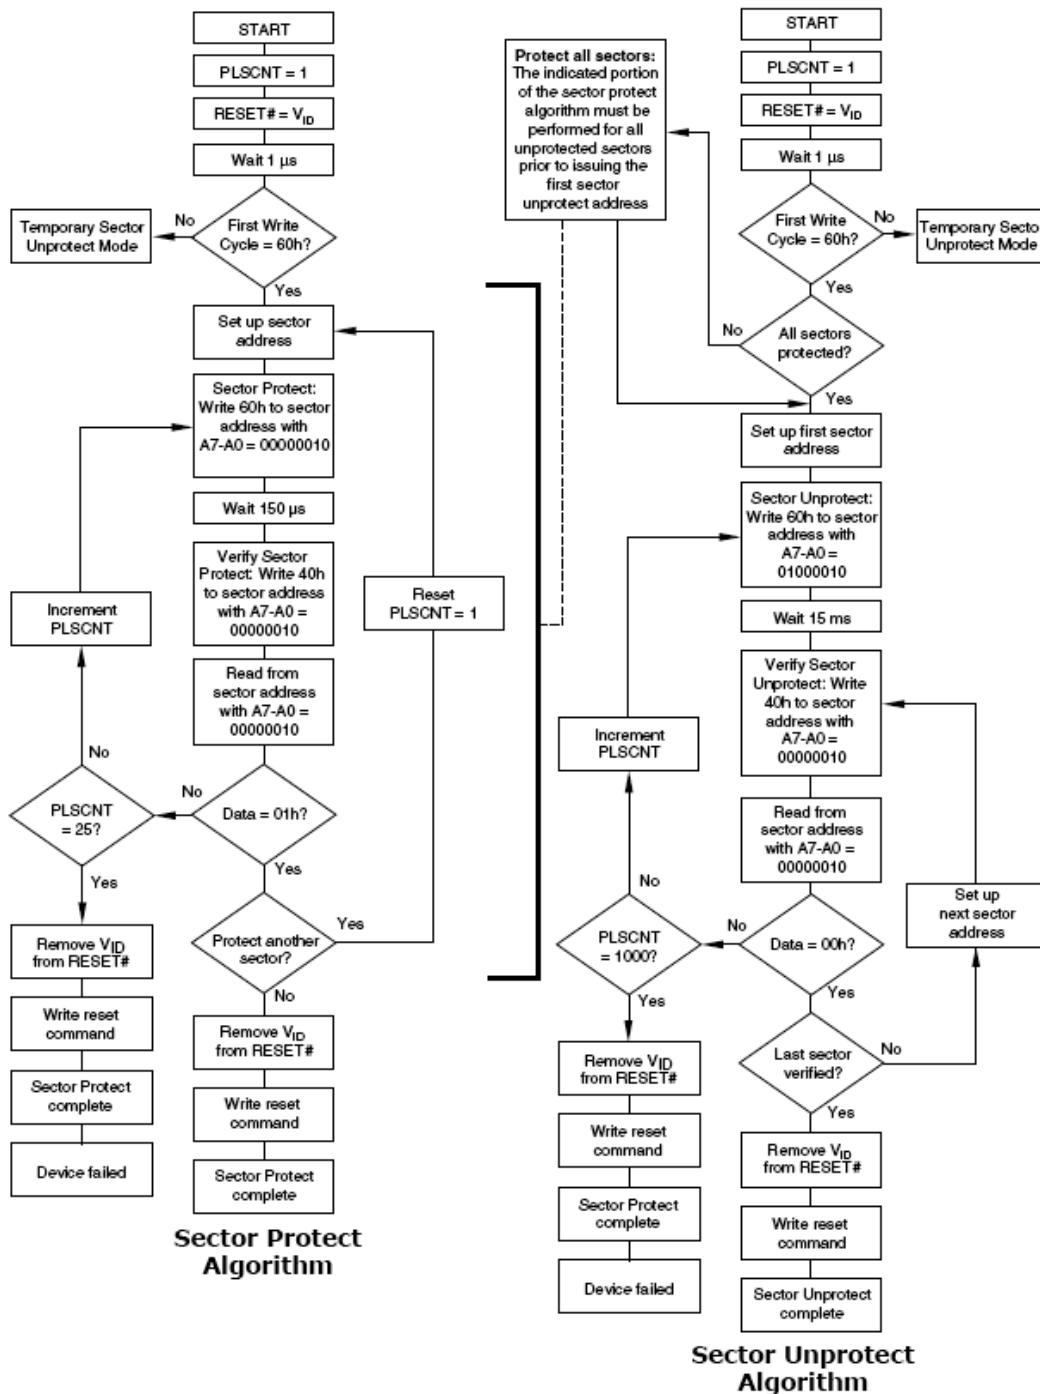 START
PLSCNT = 1
RESET# = VID
Wait 1 µs
First Write
Cycle = 60h?
No
Temporary Sector
Unprotect Mode
Yes
Set up sector
address
Sector Protect:
Write 60h to sector
address with
A7-A0 = 00000010
Wait 150 µs
Verify Sector
Protect: Write 40h
to sector address
with A7-A0 =
00000010
Read from
sector address
with A7-A0 =
00000010
Data = 01h?
No
PLSCNT
= 25?
No
Increment
PLSCNT
Yes
Remove VID
from RESET#
Write reset
command
Sector Protect
complete
Device failed
Yes
Protect another
sector?
Yes
Reset
PLSCNT = 1
No
Remove VID
from RESET#
Write reset
command
Sector Protect
complete
Sector Protect
Algorithm
Protect all sectors:
The indicated portion
of the sector protect
algorithm must be
performed for all
unprotected sectors
prior to issuing the
first sector
unprotect address
START
PLSCNT = 1
RESET# = VID
Wait 1 µs
First Write
Cycle = 60h?
No
Temporary Sector
Unprotect Mode
Yes
All sectors
protected?
No
Yes
Set up first sector
address
Sector Unprotect:
Write 60h to sector
address with
A7-A0 =
01000010
Wait 15 ms
Verify Sector
Unprotect: Write
40h to sector
address with
A7-A0 =
00000010
Read from
sector address
with A7-A0 =
00000010
Data = 00h?
No
PLSCNT
= 1000?
No
Increment
PLSCNT
Yes
Remove VID
from RESET#
Write reset
command
Sector Protect
complete
Device failed
Yes
Last sector
verified?
No
Set up
next sector
address
Yes
Remove VID
from RESET#
Write reset
command
Sector Unprotect
complete
Sector Unprotect
Algorithm